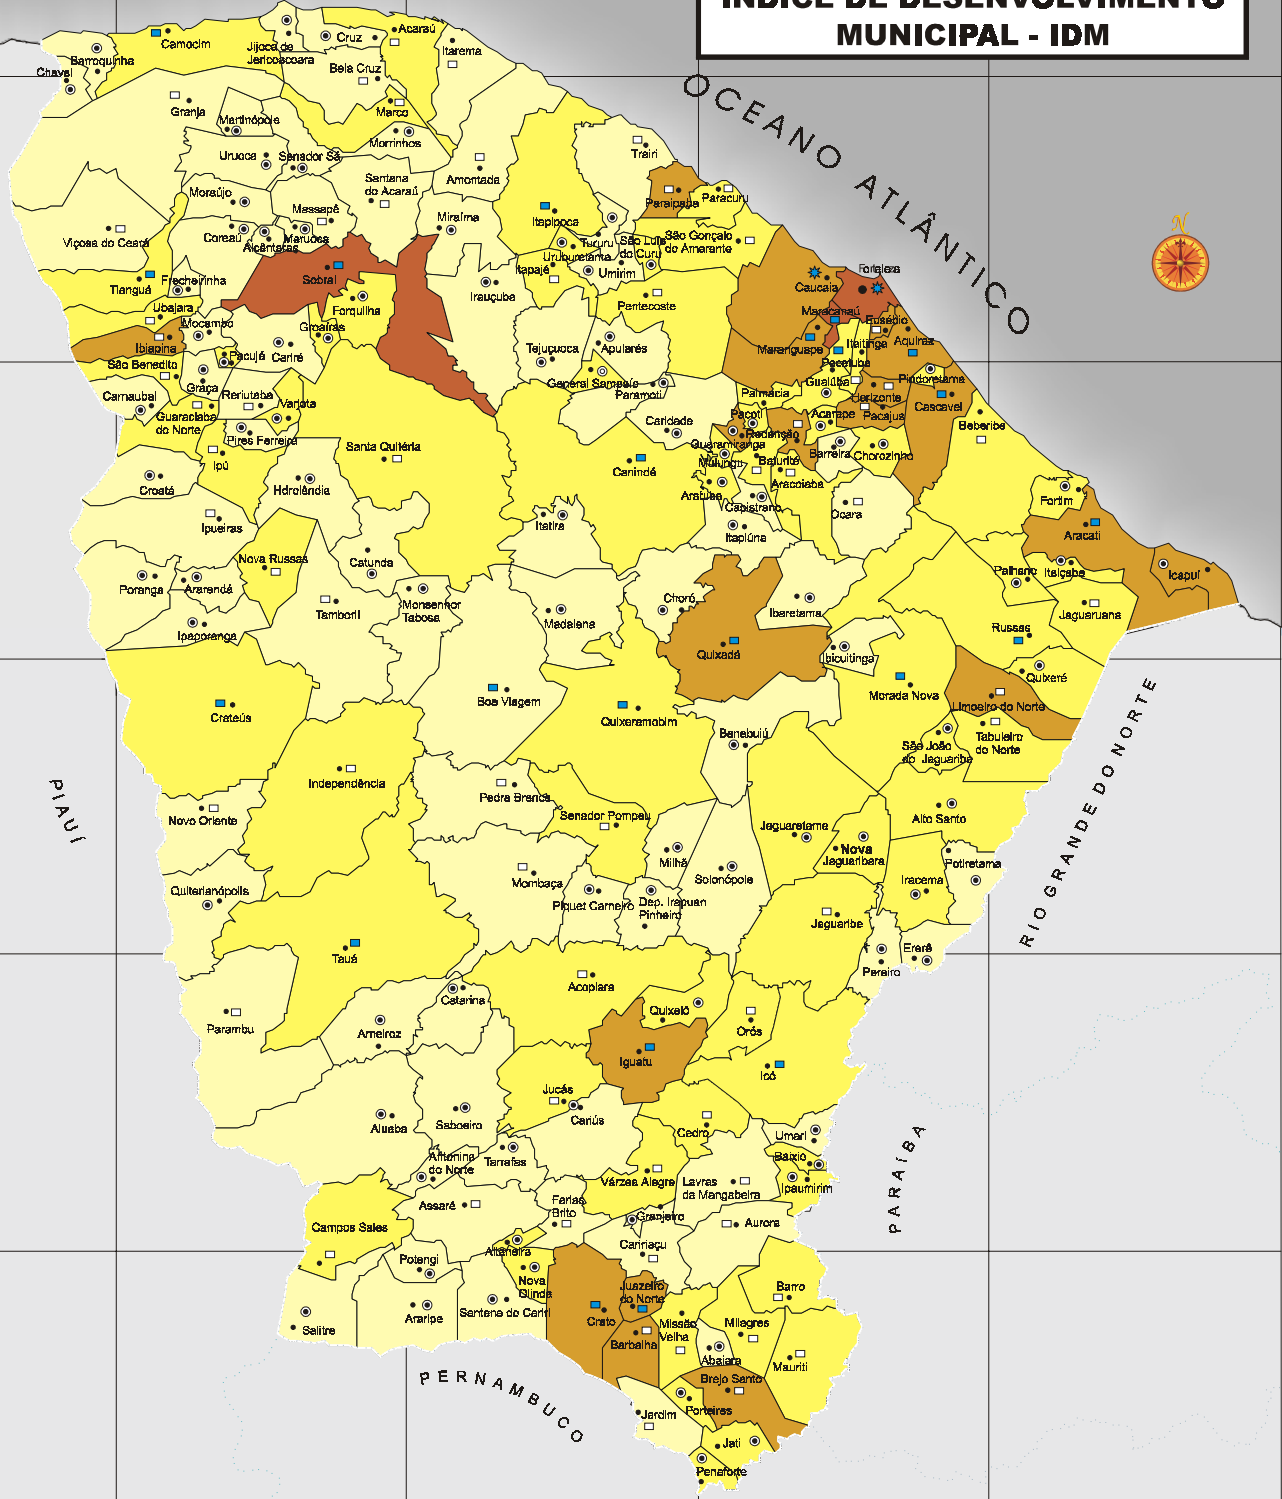 ÍNDICE DE DESENVOLVIMENTO
MUNICIPAL - IDM
OCEANO ATLÂNTICO
N
PIAUÍ
RIO GRANDE DO NORTE
PARAÍBA
PERNAMBUCO
Chaval
Barroquinha
Camocim
Jijoca de
Jericoacoara
Cruz
Acaraú
Itarema
Bela Cruz
Granja
Martinópole
Marco
Morrinhos
Uruoca
Senador Sá
Trairi
Amontada
Santana
do Acaraú
Moraújo
Massapê
Miraíma
Itapipoca
Paraipaba
Paracuru
Viçosa do Ceará
Coreaú
Alcântaras
Meruoca
Tururu
Uruburetama
São Luis
do Curu
São Gonçalo
do Amarante
Umirim
Itapajé
Tianguá
Frecheirinha
Sobral
Forquilha
Irauçuba
Pentecoste
Caucaia
Fortaleza
Ubajara
Mocambo
Groaíras
Maracanaú
Eusébio
Aquiraz
Ibiapina
Pacujá
Cariré
Tejuçuoca
Apuiarés
Maranguape
Itaitinga
Pacatuba
São Benedito
Graça
General Sampaio
Paramoti
Guaiúba
Pindoretama
Horizonte
Carnaubal
Reriutaba
Varjota
Palmácia
Cascavel
Guaraciaba
do Norte
Pires Ferreira
Caridade
Pacoti
Redenção
Acarape
Pacajus
Beberibe
Guaramiranga
Ipú
Santa Quitéria
Canindé
Mulungu
Baturité
Barreira
Chorozinho
Croatá
Hidrolândia
Aratuba
Aracoiaba
Capistrano
Ocara
Fortim
Ipueiras
Itatira
Itapiúna
Aracati
Nova Russas
Catunda
Palhano
Itaiçaba
Icapuí
Poranga
Ararendá
Monsenhor
Tabosa
Madalena
Choró
Ibaretama
Jaguaruana
Tamboril
Ipaporanga
Russas
Quixadá
Ibicuitinga
Quixeré
Crateús
Boa Viagem
Quixeramobim
Morada Nova
Limoeiro do Norte
Banabuiú
São João
do Jaguaribe
Tabuleiro
do Norte
Independência
Pedra Branca
Senador Pompeu
Novo Oriente
Jaguaretama
Alto Santo
Nova
Jaguaribara
Milhã
Solonópole
Potiretama
Quiterianópolis
Mombaça
Piquet Carneiro
Dep. Irapuan
Pinheiro
Iracema
Jaguaribe
Tauá
Pereiro
Ereré
Acopiara
Catarina
Parambu
Arneiroz
Quixelô
Orós
Iguatu
Icó
Jucás
Cariús
Aiuaba
Saboeiro
Cedro
Umari
Baixio
Ipaumirim
Antonina
do Norte
Tarrafas
Várzea Alegre
Lavras
da Mangabeira
Assaré
Farias
Brito
Granjeiro
Aurora
Campos Sales
Potengi
Altaneira
Caririaçu
Nova
Olinda
Juazeiro
do Norte
Barro
Salitre
Araripe
Santana do Cariri
Crato
Missão
Velha
Milagres
Barbalha
Abaiara
Mauriti
Brejo Santo
Jardim
Porteiras
Jati
Penaforte